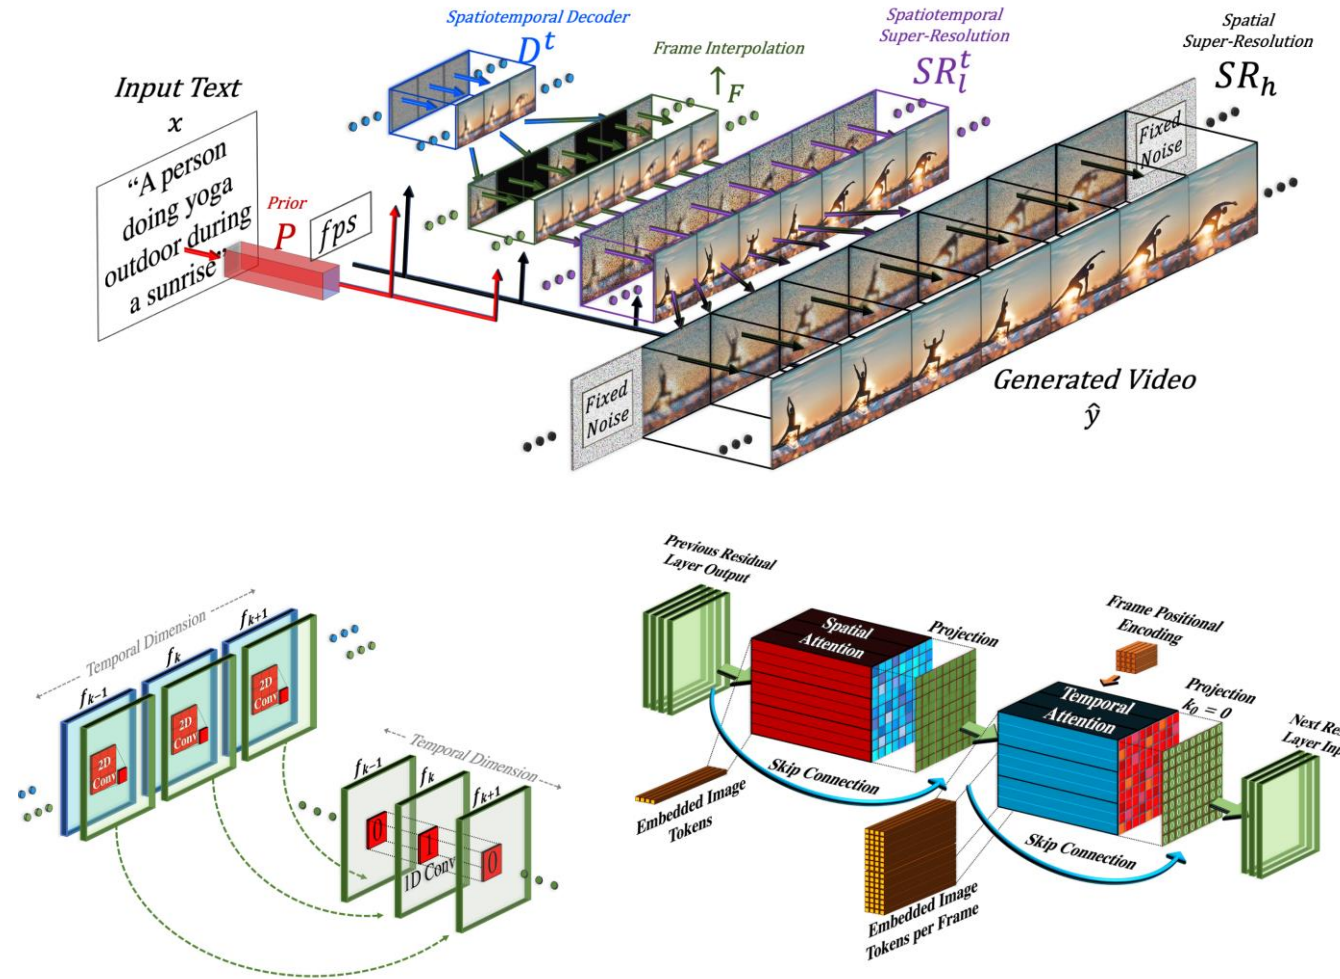 Input Text
x
“A person
doing yoga
outdoor during
a sunrise”
Prior
P
fps
Spatiotemporal Decoder
D^t
Frame Interpolation
↑F
Spatiotemporal
Super-Resolution
SR_l^t
Spatial
Super-Resolution
SR_h
Fixed
Noise
Fixed
Noise
Generated Video
ŷ
Temporal Dimension
f_{k-1}
f_k
f_{k+1}
2D
Conv
2D
Conv
2D
Conv
Temporal Dimension
f_{k-1}
f_k
f_{k+1}
0
1
0
1D Conv
Previous Residual
Layer Output
Spatial
Attention
Projection
Embedded Image
Tokens
Skip Connection
Frame Positional
Encoding
Temporal
Attention
Projection
k_0 = 0
Next Res
Layer Inp
Embedded Image
Tokens per Frame
Skip Connection